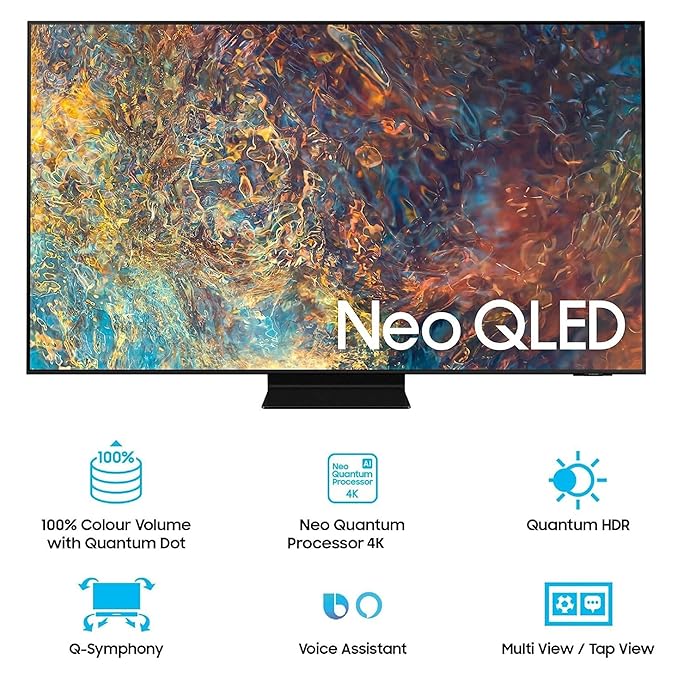 Neo QLED
100%
Neo
Quantum
Processor
AI
4K
100% Colour Volume
with Quantum Dot
Neo Quantum
Processor 4K
Quantum HDR
Q-Symphony
Voice Assistant
Multi View / Tap View